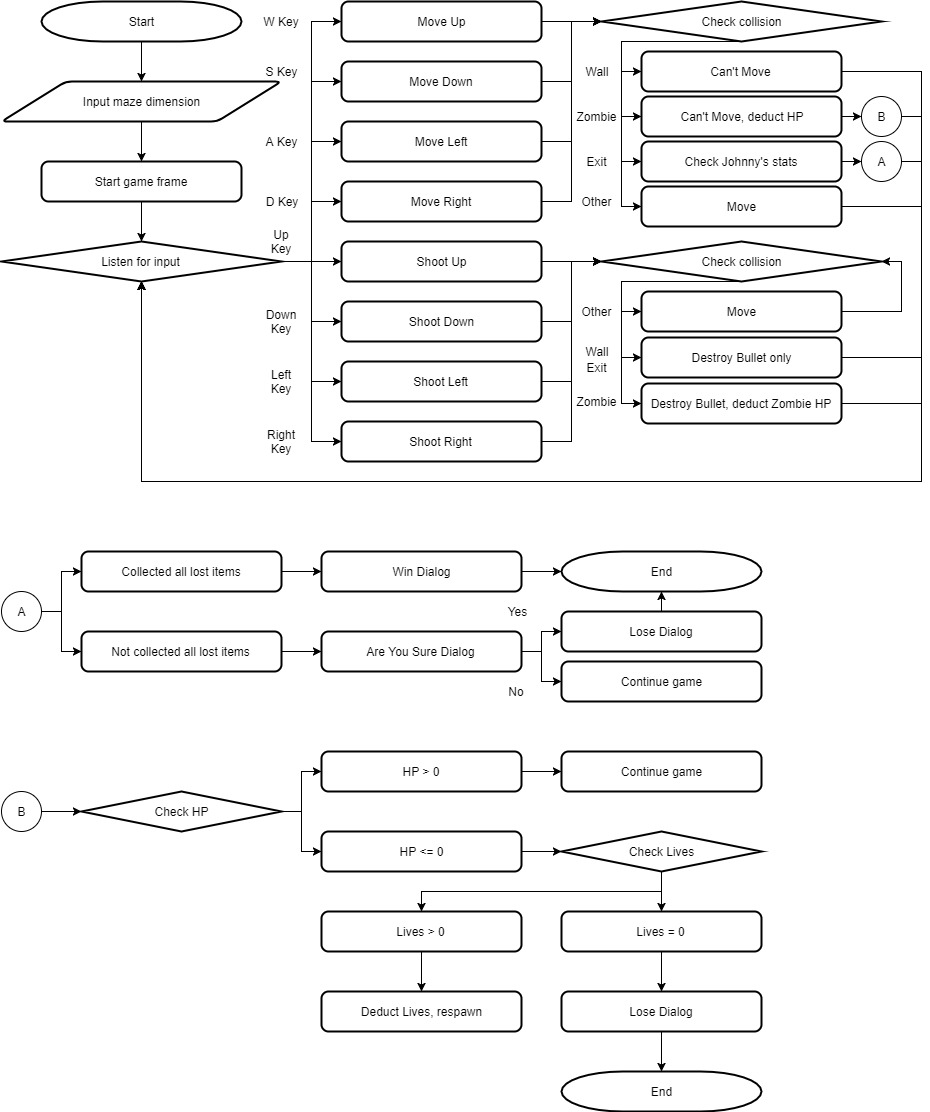 Start
Input maze dimension
Start game frame
Listen for input
W Key
Move Up
S Key
Move Down
A Key
Move Left
D Key
Move Right
Up
Key
Shoot Up
Down
Key
Shoot Down
Left
Key
Shoot Left
Right
Key
Shoot Right
Check collision
Wall
Can't Move
Zombie
Can't Move, deduct HP
B
Exit
Check Johnny's stats
A
Other
Move
Check collision
Other
Move
Wall
Exit
Destroy Bullet only
Zombie
Destroy Bullet, deduct Zombie HP
A
Collected all lost items
Win Dialog
End
Not collected all lost items
Are You Sure Dialog
Yes
Lose Dialog
No
Continue game
B
Check HP
HP > 0
Continue game
HP <= 0
Check Lives
Lives > 0
Lives = 0
Deduct Lives, respawn
Lose Dialog
End